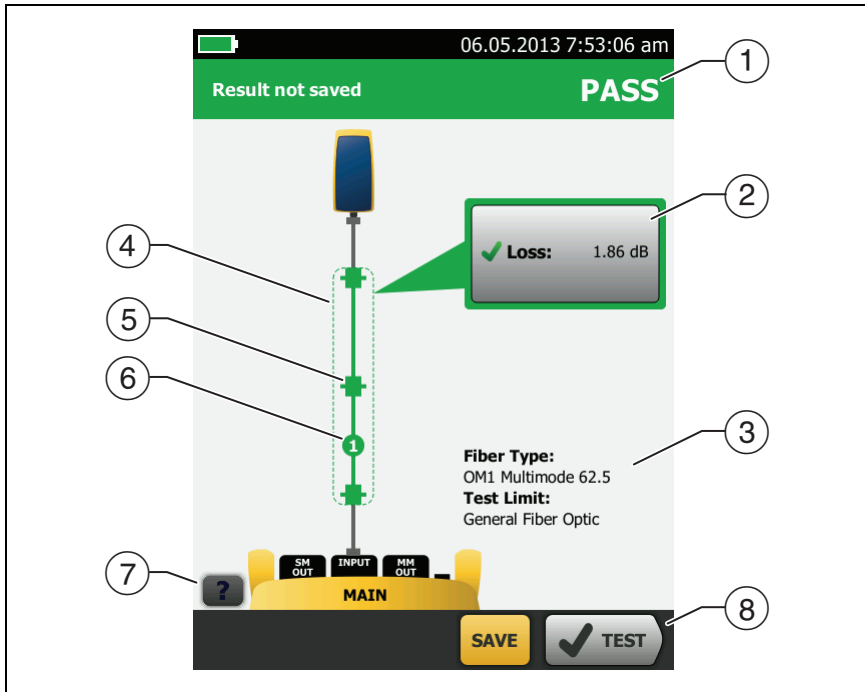 06.05.2013 7:53:06 am
Result not saved PASS
1
2
Loss: 1.86 dB
4
5
6
1
3
Fiber Type:
OM1 Multimode 62.5
Test Limit:
General Fiber Optic
SM OUT
INPUT
MM OUT
7
?
MAIN
8
SAVE
TEST